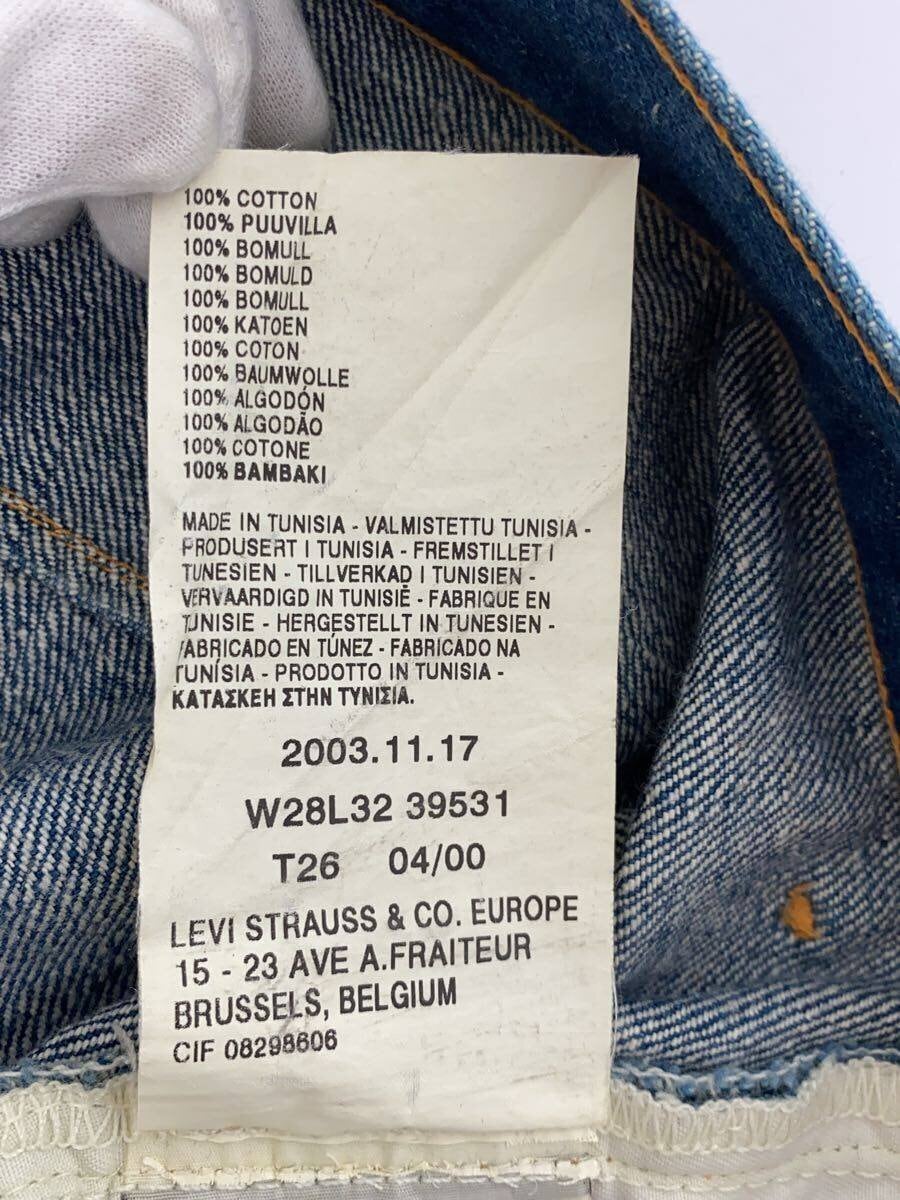 100% COTTON
100% PUUVILLA
100% BOMULL
100% BOMULD
100% BOMULL
100% KATOEN
100% COTON
100% BAUMWOLLE
100% ALGODÓN
100% ALGODÃO
100% COTONE
100% BAMBAKI
MADE IN TUNISIA - VALMISTETTU TUNISIA -
PRODUSERT I TUNISIA - FREMSTILLET I
TUNESIEN - TILLVERKAD I TUNISIEN -
VERVAARDIGD IN TUNISIË - FABRIQUE EN
TUNISIE - HERGESTELLT IN TUNESIEN -
FABRICADO EN TÚNEZ - FABRICADO NA
TUNÍSIA - PRODOTTO IN TUNISIA -
ΚΑΤΑΣΚΕΗ ΣΤΗΝ ΤΥΝΙΣΙΑ.
2003.11.17
W28L32 39531
T26 04/00
LEVI STRAUSS & CO. EUROPE
15 - 23 AVE A.FRAITEUR
BRUSSELS, BELGIUM
CIF 08298606